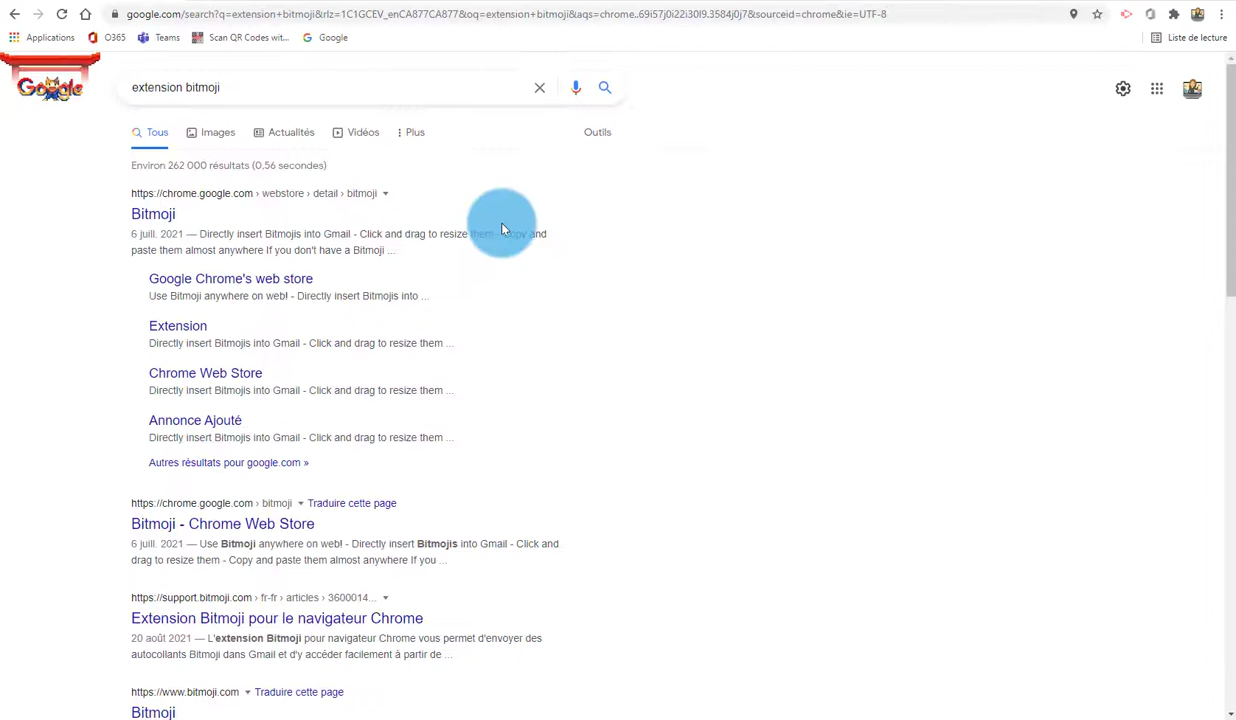 google.com/search?q=extension+bitmoji&rlz=1C1GCEV_enCA877CA877&oq=extension+bitmoji&aqs=chrome..69i57j0i22i30l9.3584j0j7&sourceid=chrome&ie=UTF-8
Applications O365 Teams Scan QR Codes wit... Google Liste de lecture
Google
extension bitmoji
Tous Images Actualités Vidéos Plus Outils
Environ 262 000 résultats (0,56 secondes)
https://chrome.google.com › webstore › detail › bitmoji
Bitmoji
6 juill. 2021 — Directly insert Bitmojis into Gmail - Click and drag to resize them - Copy and
paste them almost anywhere If you don't have a Bitmoji ...
Google Chrome's web store
Use Bitmoji anywhere on web! - Directly insert Bitmojis into ...
Extension
Directly insert Bitmojis into Gmail - Click and drag to resize them ...
Chrome Web Store
Directly insert Bitmojis into Gmail - Click and drag to resize them ...
Annonce Ajouté
Directly insert Bitmojis into Gmail - Click and drag to resize them ...
Autres résultats pour google.com »
https://chrome.google.com › bitmoji Traduire cette page
Bitmoji - Chrome Web Store
6 juill. 2021 — Use Bitmoji anywhere on web! - Directly insert Bitmojis into Gmail - Click and
drag to resize them - Copy and paste them almost anywhere If you ...
https://support.bitmoji.com › fr-fr › articles › 3600014...
Extension Bitmoji pour le navigateur Chrome
20 août 2021 — L'extension Bitmoji pour navigateur Chrome vous permet d'envoyer des
autocollants Bitmoji dans Gmail et d'y accéder facilement à partir de ...
https://www.bitmoji.com Traduire cette page
Bitmoji